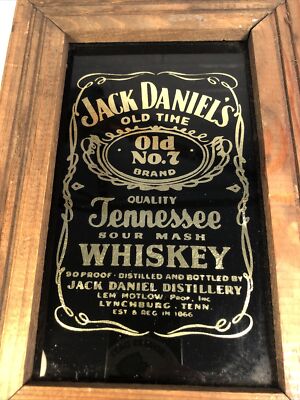 JACK DANIEL'S
OLD TIME
Old
No.7
BRAND
QUALITY
Tennessee
SOUR MASH
WHISKEY
90 PROOF · DISTILLED AND BOTTLED BY
JACK DANIEL DISTILLERY
LEM MOTLOW PROP. INC
LYNCHBURG . TENN.
EST & REG IN 1866